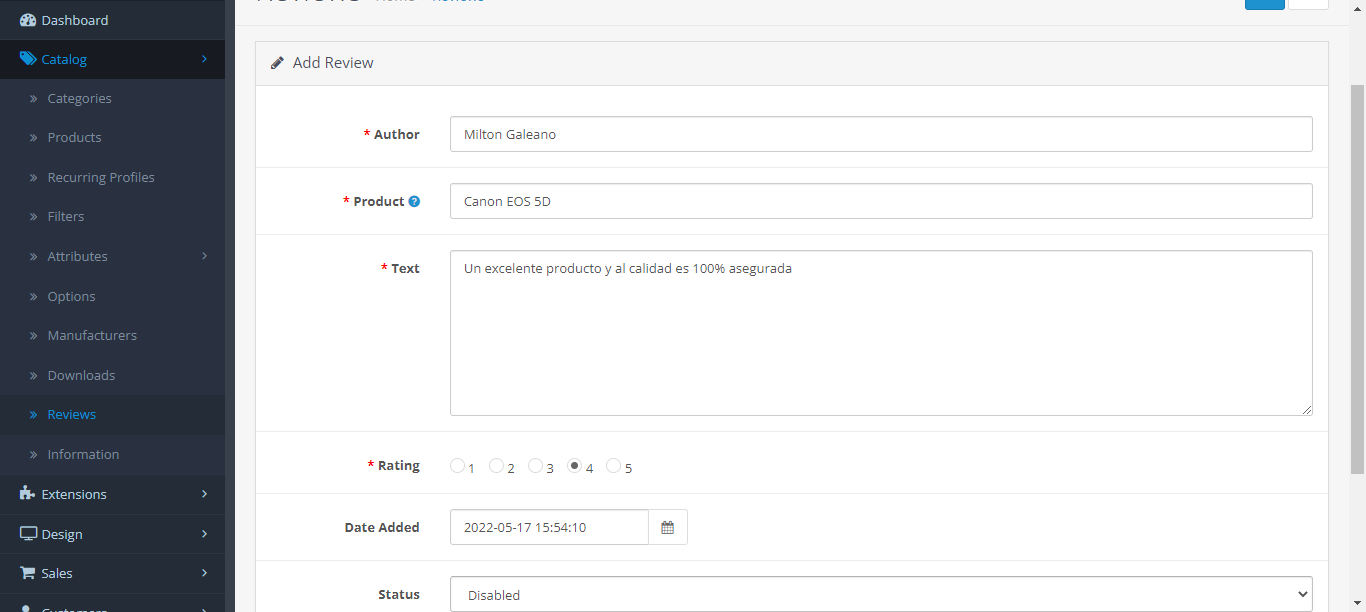 Dashboard
Catalog
Categories
Products
Recurring Profiles
Filters
Attributes
Options
Manufacturers
Downloads
Reviews
Information
Extensions
Design
Sales
Customers
Reviews Home Reviews
Add Review
* Author Milton Galeano
* Product Canon EOS 5D
* Text Un excelente producto y al calidad es 100% asegurada
* Rating 1 2 3 4 5
Date Added 2022-05-17 15:54:10
Status Disabled